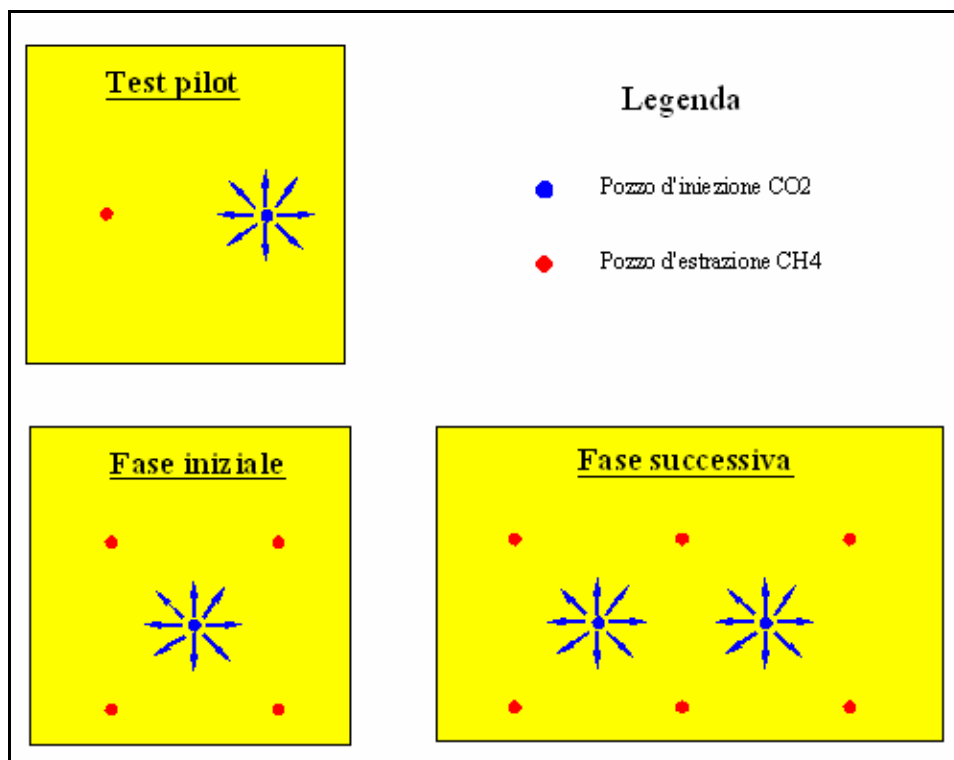 Test pilot
Legenda
Pozzo d'iniezione CO2
Pozzo d'estrazione CH4
Fase iniziale
Fase successiva